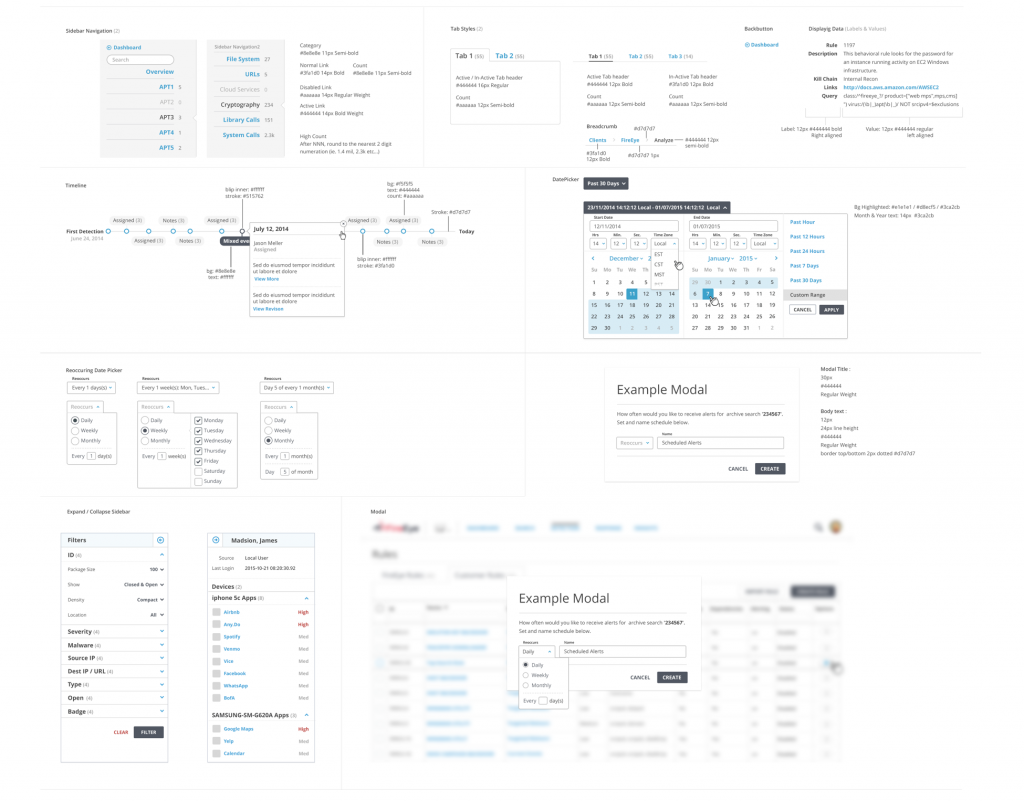 Sidebar Navigation (2)
Dashboard
Search
Overview
APT1 5
APT2 0
APT3 3
APT4 1
APT5 2
Sidebar Navigation2
File System 27
URLs 5
Cloud Services 0
Cryptography 234
Library Calls 151
System Calls 2.3k
Category
#8e8e8e 11px Semi-bold
Normal Link Count
#3fa1d0 14px Bold #8e8e8e 11px Semi-bold
Disabled Link
#aaaaaa 14px Regular Weight
Active Link
#444444 14px Bold Weight
High Count
After NNN, round to the nearest 2 digit
numeration (ie. 1.4 mil, 2.3k etc...)
Tab Styles (2)
Tab 1 (55) Tab 2 (55)
Active / In-Active Tab header
#444444 16px Regular
Count
#aaaaaa 12px Semi-bold
Tab 1 (55) Tab 2 (55) Tab 3 (14)
Active Tab header
#444444 12px Semi-bold
Count
#aaaaaa 12px Semi-bold
In-Active Tab header
#3fa1d0 12px Semi-bold
Count
#aaaaaa 12px Semi-bold
Breadcrumb
#d7d7d7
Clients FireEye Analyze
#444444 12px
semi-bold
#3fa1d0
12px Bold
#d7d7d7 1px
Backbutton
Dashboard
Displayig Data (Labels & Values)
Rule 1197
Description This behavioral rule looks for the password for
an instance running activity on EC2 Windows
infrastructure.
Kill Chain Internal Recon
Links http://docs.aws.amazon.com/AWSEC2
Query
Label: 12px #444444 bold
Right aligned
Value: 12px #444444 regular
left aligned
Timeline
blip inner: #ffffff
stroke: #515762
bg: #f5f5f5
text: #444444
count: #aaaaaa
Stroke: #d7d7d7
Assigned (3) Notes (3) Assigned (3) Notes (3)
First Detection
June 24, 2014
Today
Assigned (3) Notes (3) Mixed eve Notes (3) Notes (3)
bg: #8e8e8e
text: #ffffff
July 12, 2014
Jason Meller
Assigned
Sed do eiusmod tempor incididunt
ut labore et dolore
View More
Sed do eiusmod tempor incididunt
ut labore et dolore
View Revison
blip inner: #ffffff
stroke: #3fa1d0
DatePicker
Past 30 Days
23/11/2014 14:12:12 Local - 01/07/2015 14:12:12 Local
Start Date End Date
12/11/2014 01/07/2015
Hrs Min. Sec. Time Zone Hrs Min. Sec. Time Zone
14 12 12 Local 14 12 12 Local
EST
CST
MST
December 2 January 2015
Su Mo Tu We Th Su Mo Tu We Th Fr Sa
1 2 3 4 5 29 30 1 2 3 4 5
8 9 10 11 12 13 14 6 7 8 9 10 11 12
15 16 17 18 19 20 21 13 14 15 16 17 18 19
22 23 24 25 26 27 28 20 21 22 23 24 25 26
29 30 1 2 3 4 5 27 28 29 30 31 1 2
Past Hour
Past 12 Hours
Past 24 Hours
Past 7 Days
Past 30 Days
Custom Range
CANCEL APPLY
Bg Highlighted: #e1e1e1 / #d8ecf5 / #3ca2cb
Month & Year text: 14px #3ca2cb
Reoccuring Date Picker
Reoccurs
Every 1 days(s)
Reoccurs
Every 1 week(s): Mon, Tues...
Reoccurs
Day 5 of every 1 month(s)
Reoccurs
Daily
Weekly
Monthly
Every 1 day(s)
Reoccurs
Daily
Weekly
Monthly
Every 1 week(s)
Monday
Tuesday
Wednesday
Thursday
Friday
Saturday
Sunday
Reoccurs
Daily
Weekly
Monthly
Every 1 month(s)
Day 5 of month
Example Modal
How often would you like to receive alerts for archive search '234567'.
Set and name schedule below.
Name
Reoccurs Scheduled Alerts
CANCEL CREATE
Modal Title :
30px
#444444
Regular Weight
Body text :
12px
24px line height
#444444
Regular Weight
border top/bottom 2px dotted #d7d7d7
Expand / Collapse Sidebar
Filters
ID (4)
Package Size 100
Show Closed & Open
Density Compact
Location All
Severity (4)
Malware (4)
Source IP (4)
Dest IP / URL (4)
Type (4)
Open (4)
Badge (4)
CLEAR FILTER
Madsion, James
Source Local User
Last Login 2015-10-21 08:20:30.92
Devices (2)
iphone 5c Apps (8)
Airbnb High
Any.Do High
Spotify Med
Venmo Med
Vice Med
Facebook Med
WhatsApp Med
BofA Med
SAMSUNG-SM-G620A Apps (3)
Google Maps High
Yelp Med
Calendar Med
Modal
Rules
Example Modal
How often would you like to receive alerts for archive search '234567'.
Set and name schedule below.
Reoccurs Name
Daily Scheduled Alerts
Daily
Weekly
Monthly
Every day(s)
CANCEL CREATE